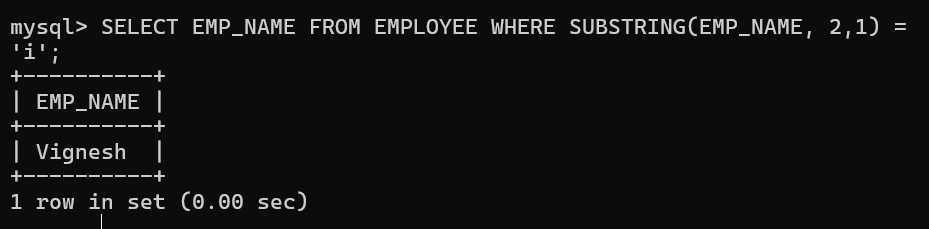 mysql> SELECT EMP_NAME FROM EMPLOYEE WHERE SUBSTRING(EMP_NAME, 2,1) =
'i';
+----------+
| EMP_NAME |
+----------+
| Vignesh  |
+----------+
1 row in set (0.00 sec)